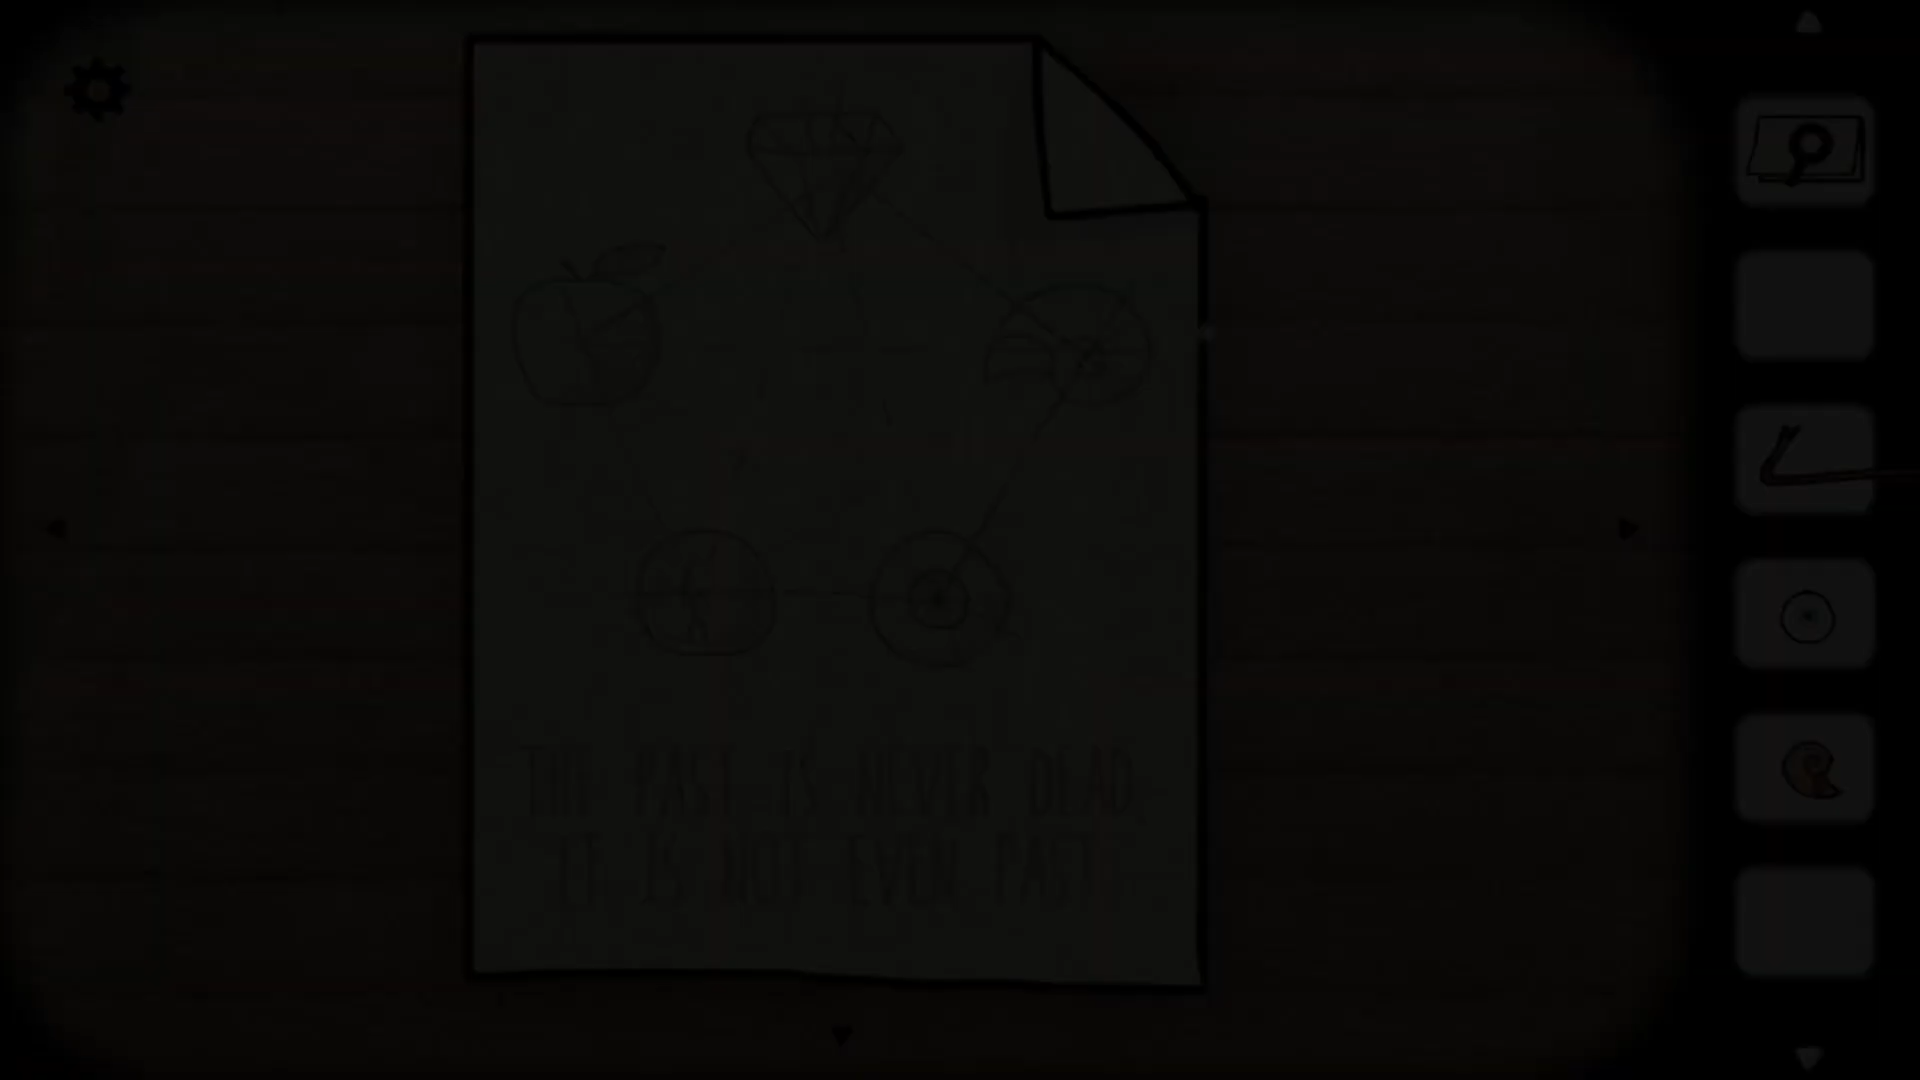 THE PAST IS NEVER DEAD.
IT IS NOT EVEN PAST.